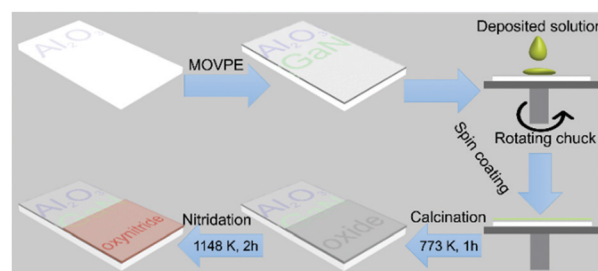 Al2O3
MOVPE
Al2O3
GaN
Deposited solution
Rotating chuck
Spin coating
Calcination
773 K, 1h
Al2O3
oxide
Nitridation
1148 K, 2h
Al2O3
oxynitride